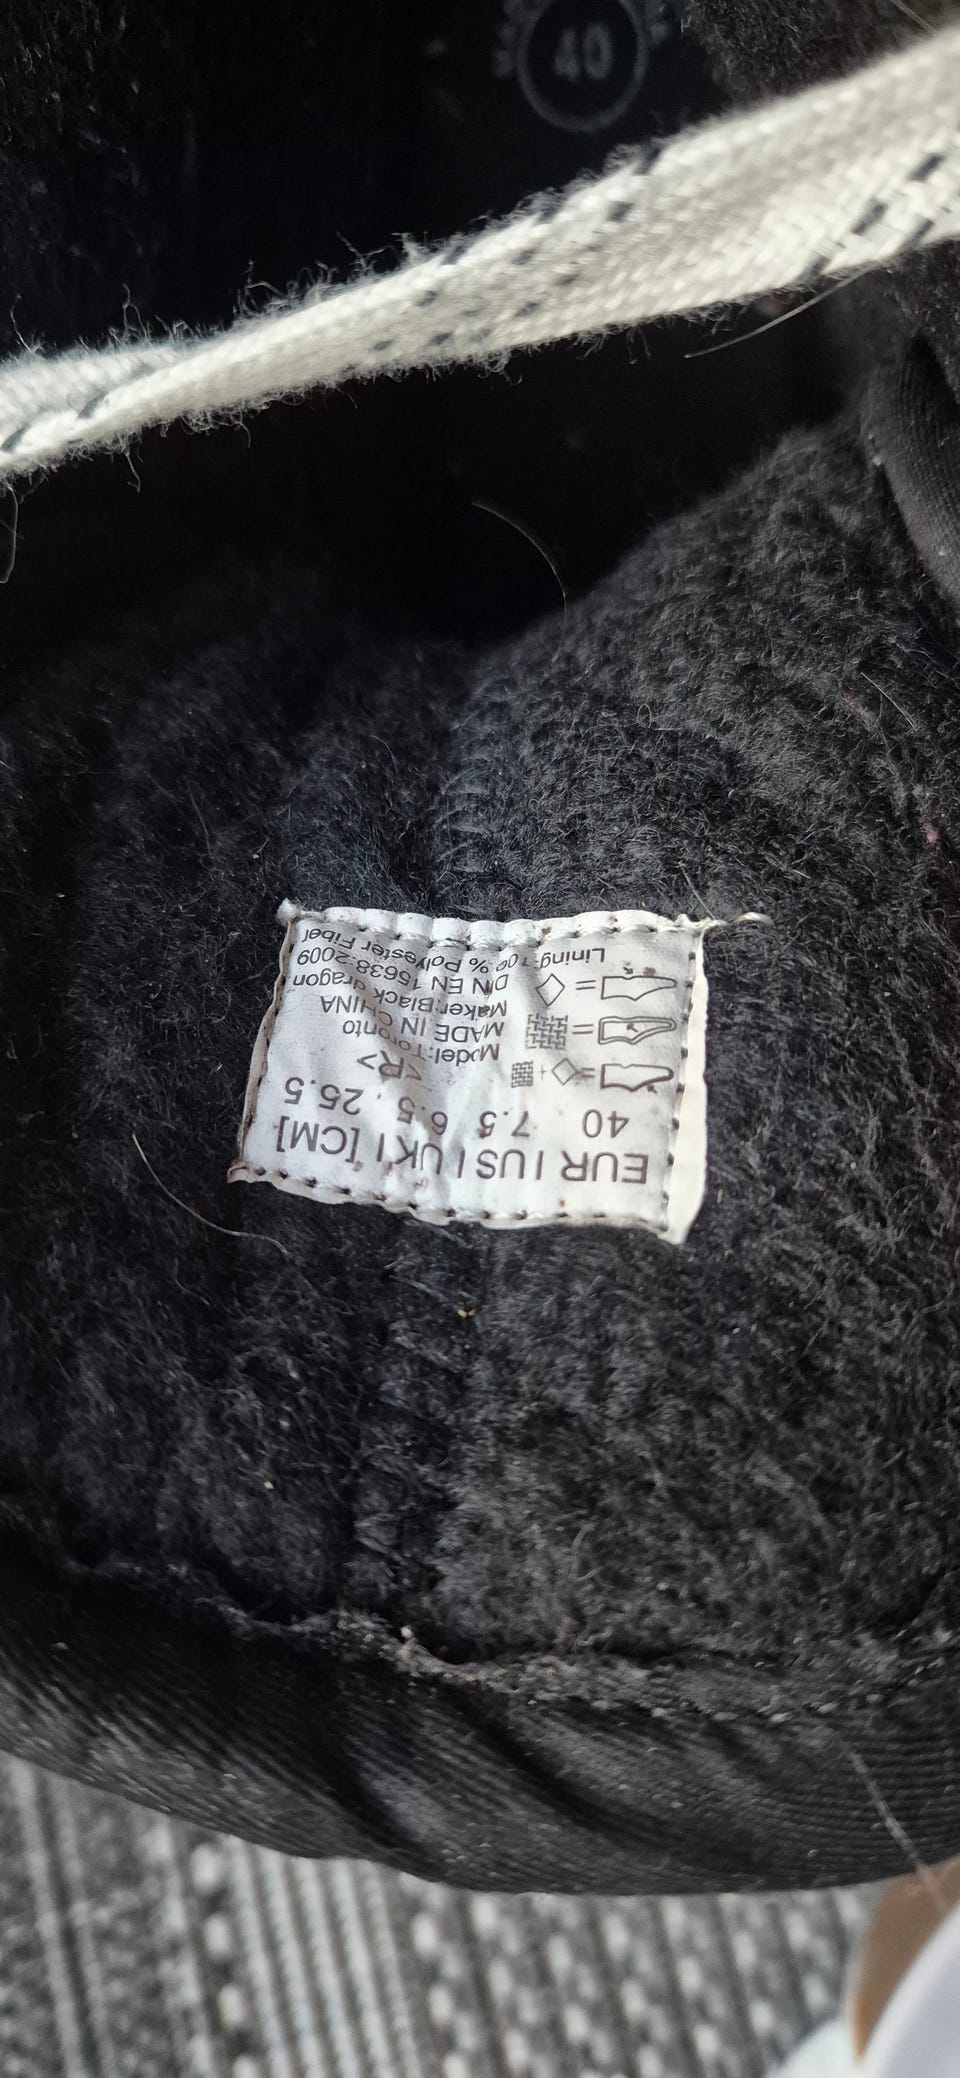 40
EUR I US I UK I [CM]
40 7.5 6.5 25.5
<R>
Model:Toronto
MADE IN CHINA
Maker:Black dragon
DIN EN 15638-2009
Lining-100 % Polyester Fibel